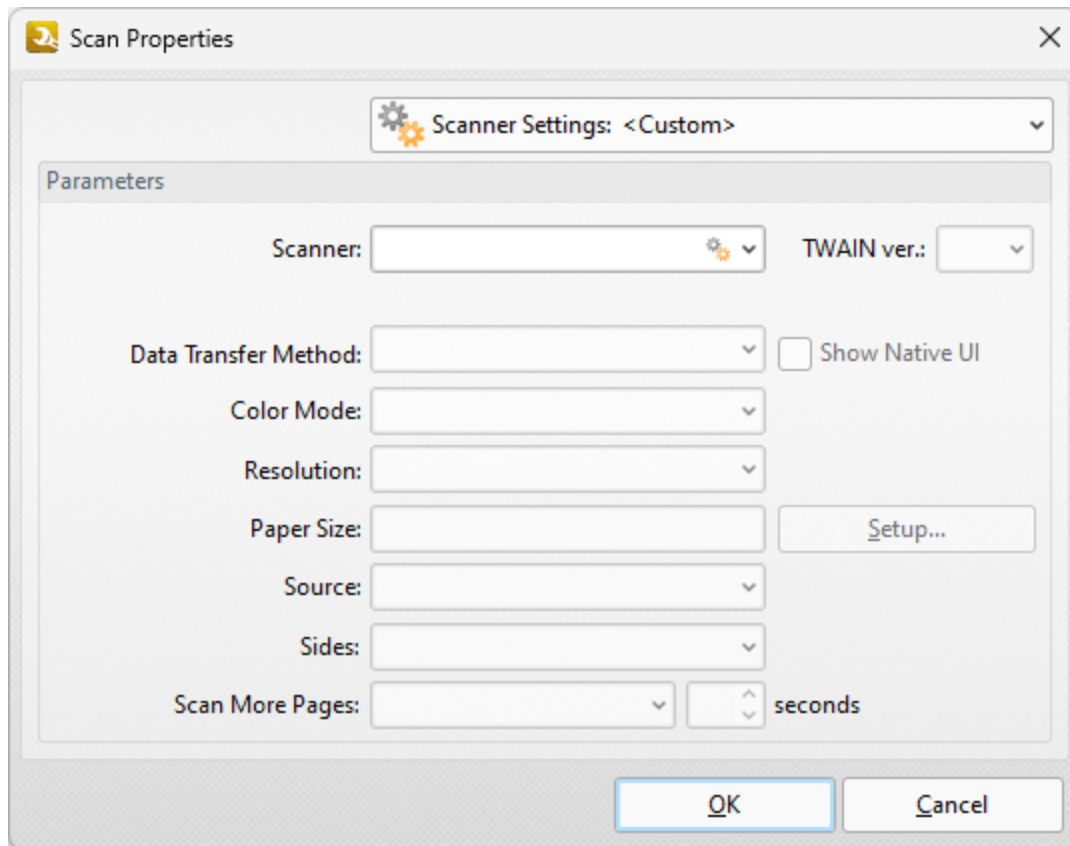 Scan Properties
Scanner Settings: <Custom>
Parameters
Scanner:
TWAIN ver.:
Data Transfer Method:
Show Native UI
Color Mode:
Resolution:
Paper Size:
Setup...
Source:
Sides:
Scan More Pages:
seconds
OK
Cancel